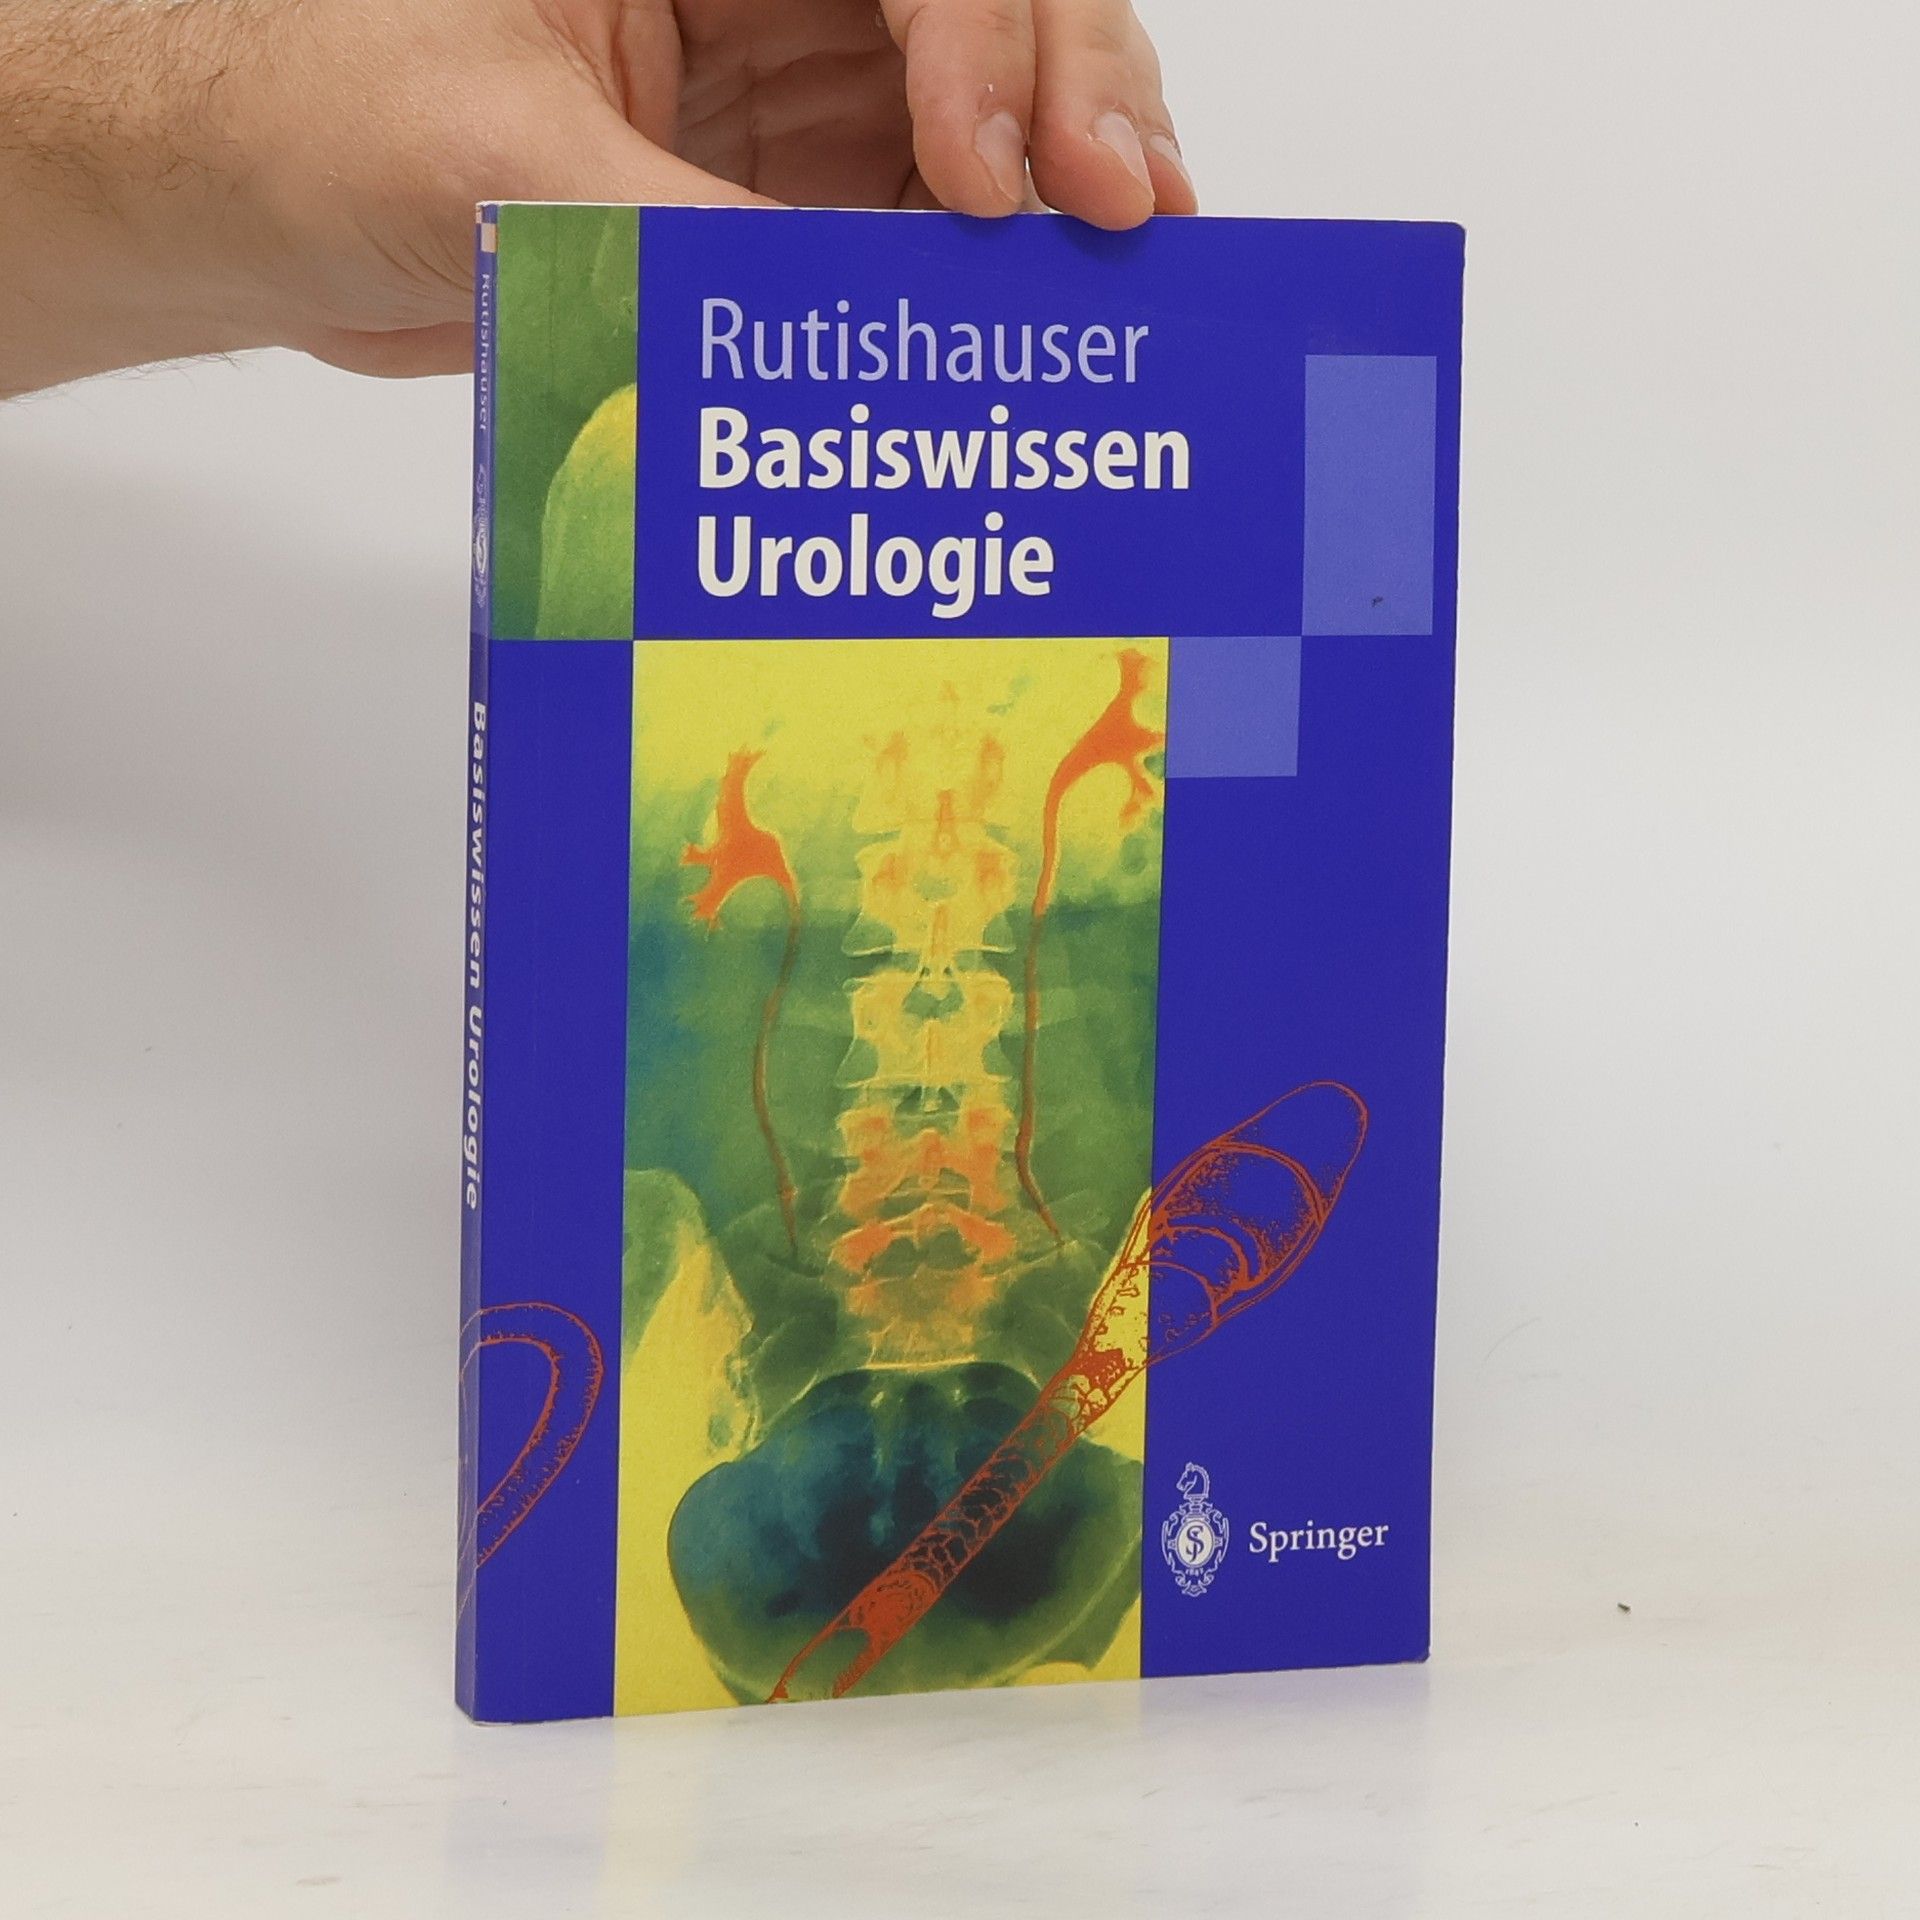 Rutishauser
Basiswissen
Urologie
Springer
Rutishauser
Basiswissen Urologie